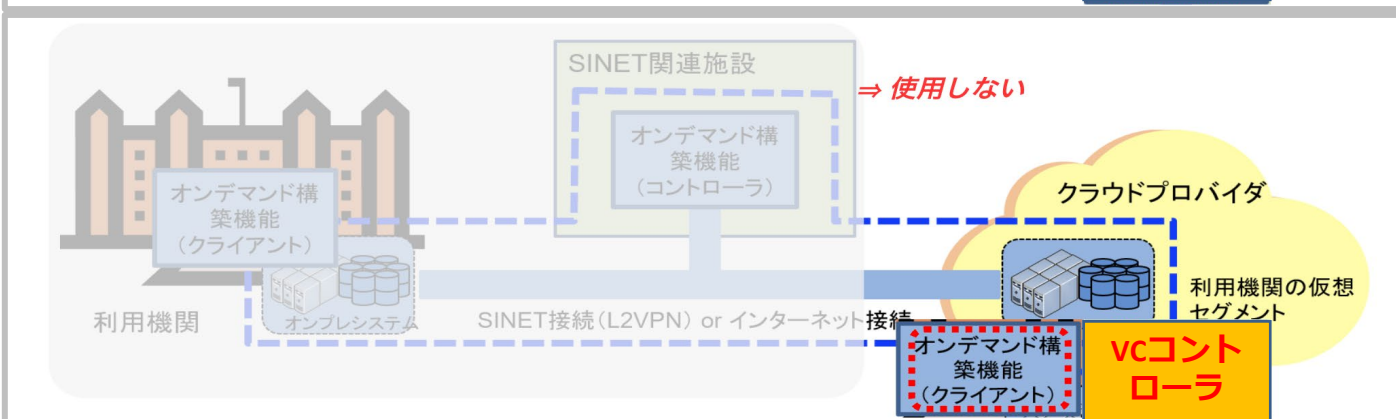 SINET関連施設
⇒ 使用しない
オンデマンド構
築機能
(コントローラ)
クラウドプロバイダ
オンデマンド構
築機能
(クライアント)
利用機関の仮想
セグメント
利用機関
オンプレシステム
SINET接続(L2VPN) or インターネット接続
オンデマンド構
築機能
(クライアント)
VCコント
ローラ